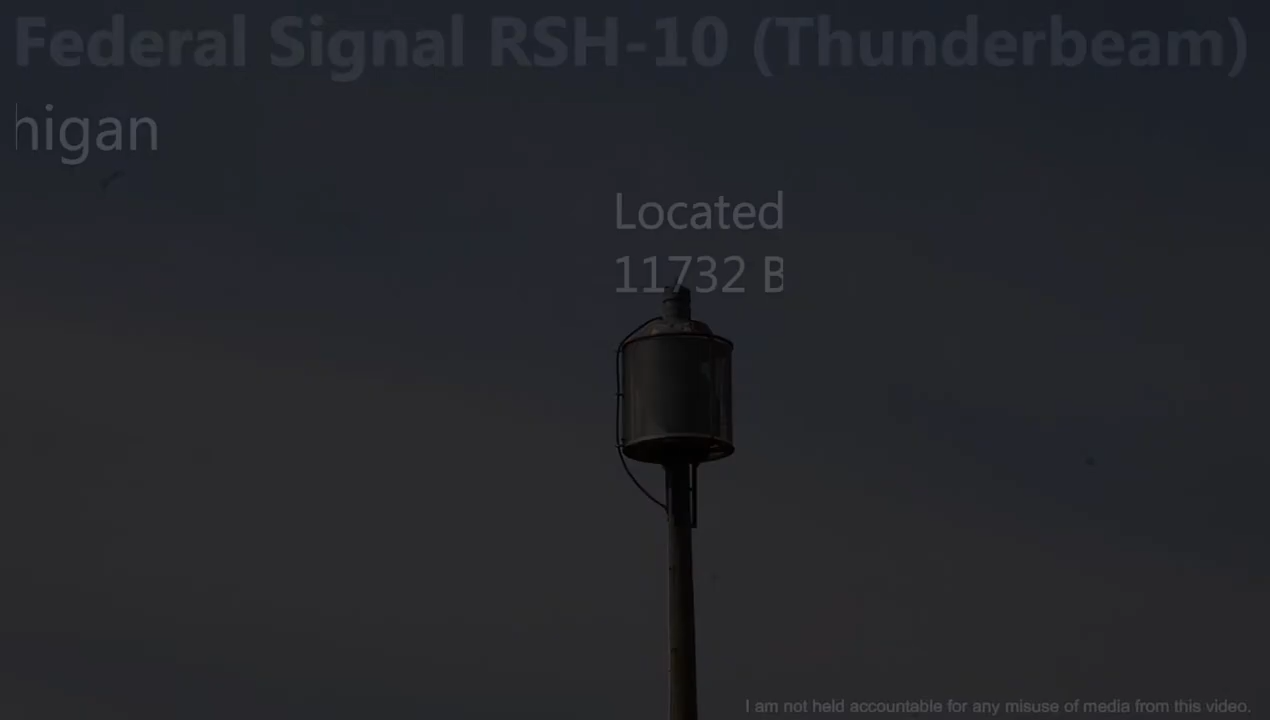 Federal Signal RSH-10 (Thunderbeam)
higan
Located
11732 B
I am not held accountable for any misuse of media from this video.